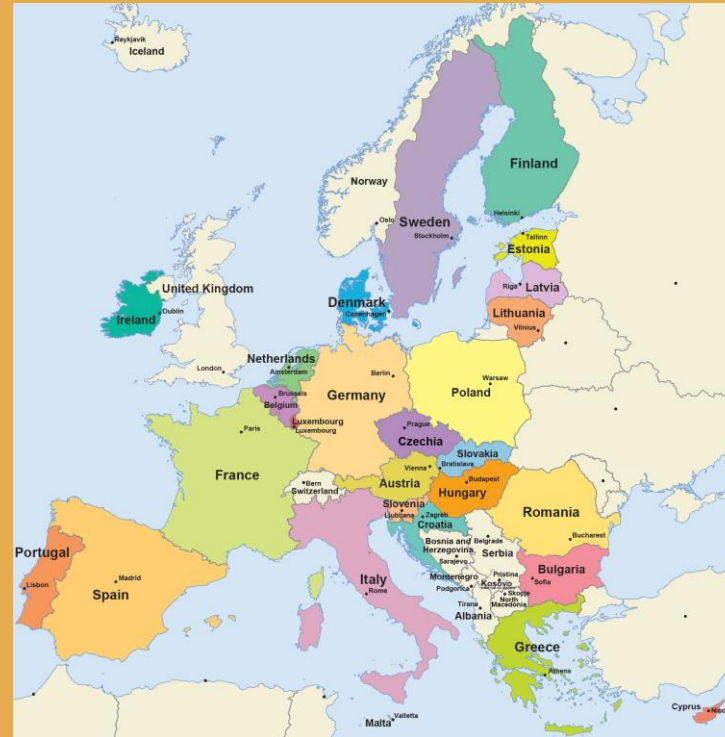 Reykjavík
Iceland
Norway
Oslo
Sweden
Stockholm
Finland
Helsinki
Tallinn
Estonia
Riga
Latvia
Lithuania
Vilnius
United Kingdom
London
Ireland
Dublin
Denmark
Copenhagen
Netherlands
Amsterdam
Brussels
Belgium
Luxembourg
Luxembourg
Germany
Berlin
Poland
Warsaw
Prague
Czechia
Slovakia
Bratislava
Vienna
Austria
Budapest
Hungary
Paris
France
Bern
Switzerland
Slovenia
Ljubljana
Zagreb
Croatia
Romania
Bucharest
Bosnia and
Herzegovina
Sarajevo
Belgrade
Serbia
Montenegro
Podgorica
Pristina
Kosovo
Bulgaria
Sofia
Skopje
North
Macedonia
Tirana
Albania
Portugal
Lisbon
Madrid
Spain
Italy
Rome
Greece
Athens
Malta
Valletta
Cyprus